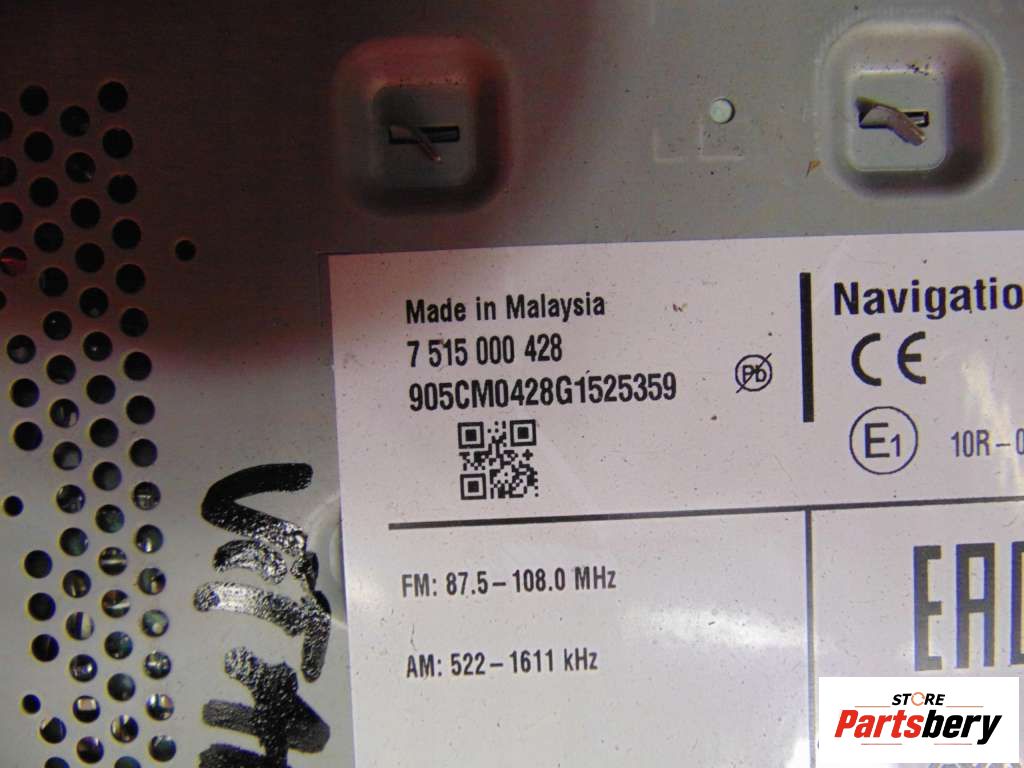 Made in Malaysia
7 515 000 428
905CM0428G1525359
Pb
Navigatio
CE
E1
10R-0
FM: 87.5-108.0 MHz
AM: 522-1611 kHz
EAC
STORE
Partsbery